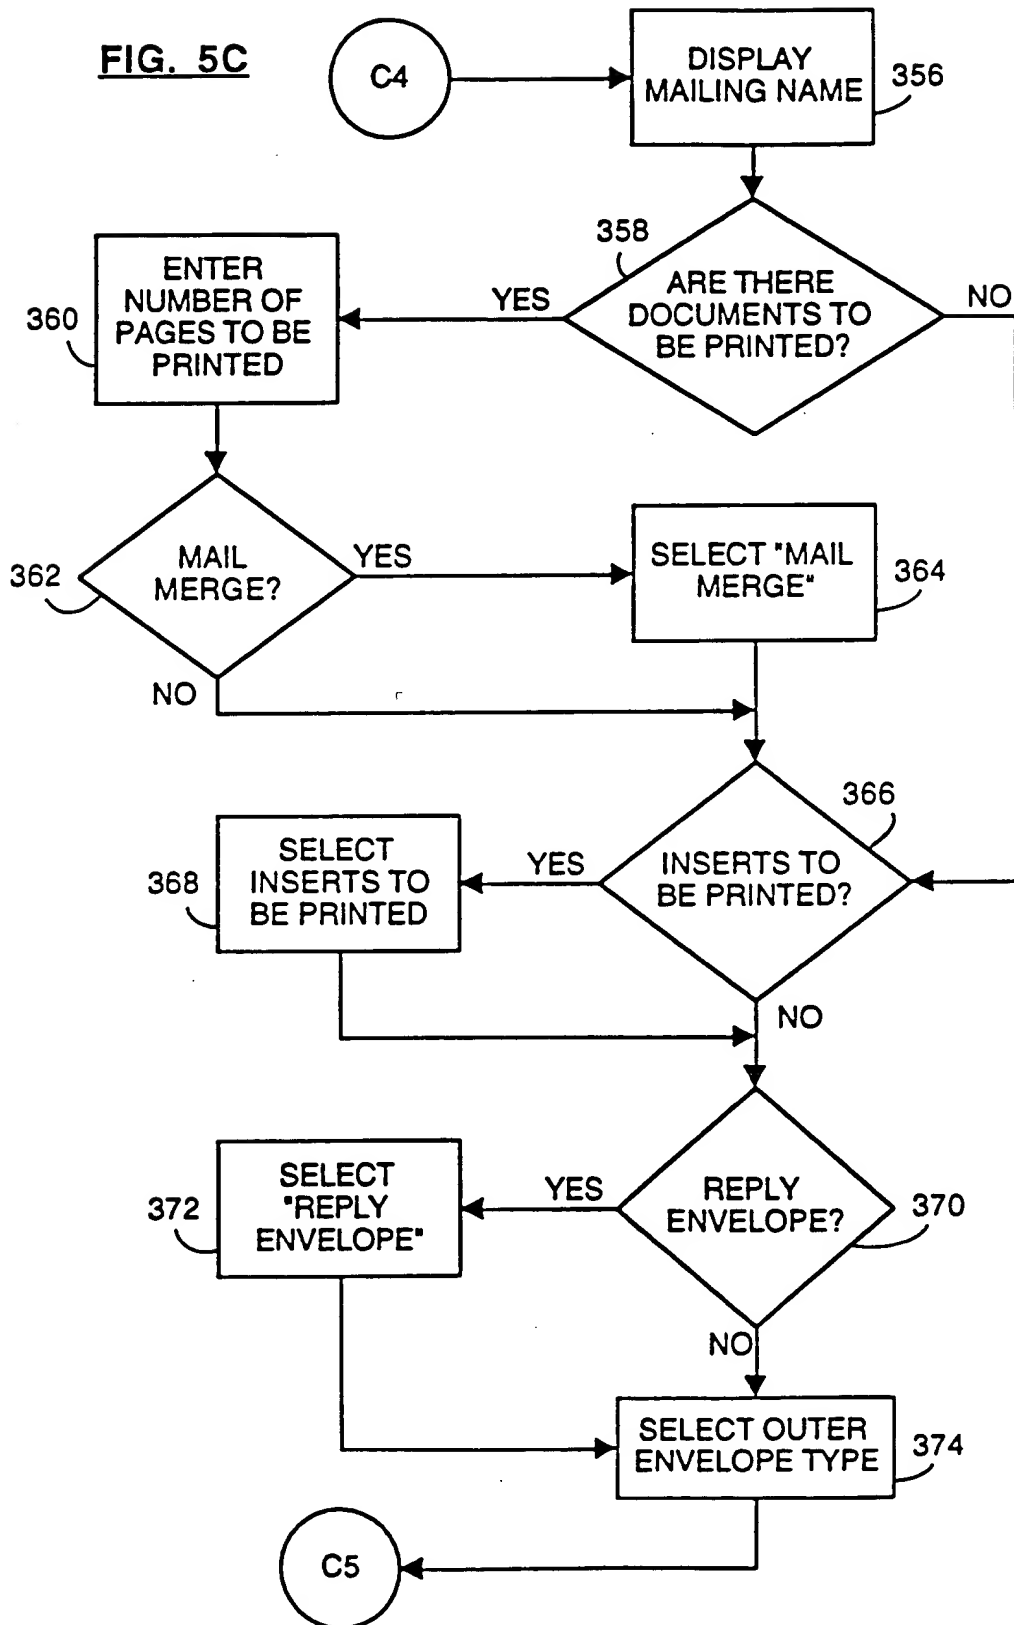 FIG. 5C
C4
DISPLAY
MAILING NAME
356
358
ARE THERE
DOCUMENTS TO
BE PRINTED?
YES
NO
ENTER
NUMBER OF
PAGES TO BE
PRINTED
360
MAIL
MERGE?
362
YES
NO
SELECT "MAIL
MERGE"
364
366
INSERTS TO
BE PRINTED?
YES
NO
SELECT
INSERTS TO
BE PRINTED
368
REPLY
ENVELOPE?
370
YES
NO
SELECT
"REPLY
ENVELOPE"
372
SELECT OUTER
ENVELOPE TYPE
374
C5